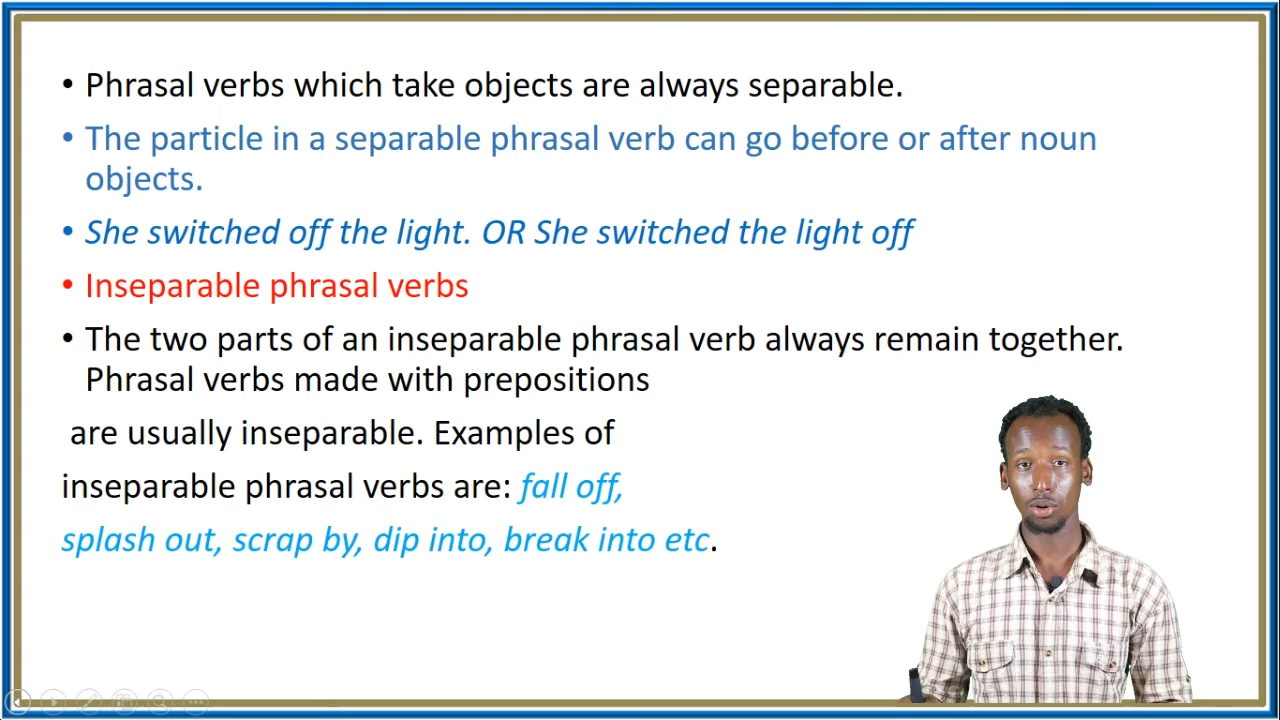 • Phrasal verbs which take objects are always separable.
• The particle in a separable phrasal verb can go before or after noun
objects.
• She switched off the light. OR She switched the light off
• Inseparable phrasal verbs
• The two parts of an inseparable phrasal verb always remain together.
Phrasal verbs made with prepositions
are usually inseparable. Examples of
inseparable phrasal verbs are: fall off,
splash out, scrap by, dip into, break into etc.